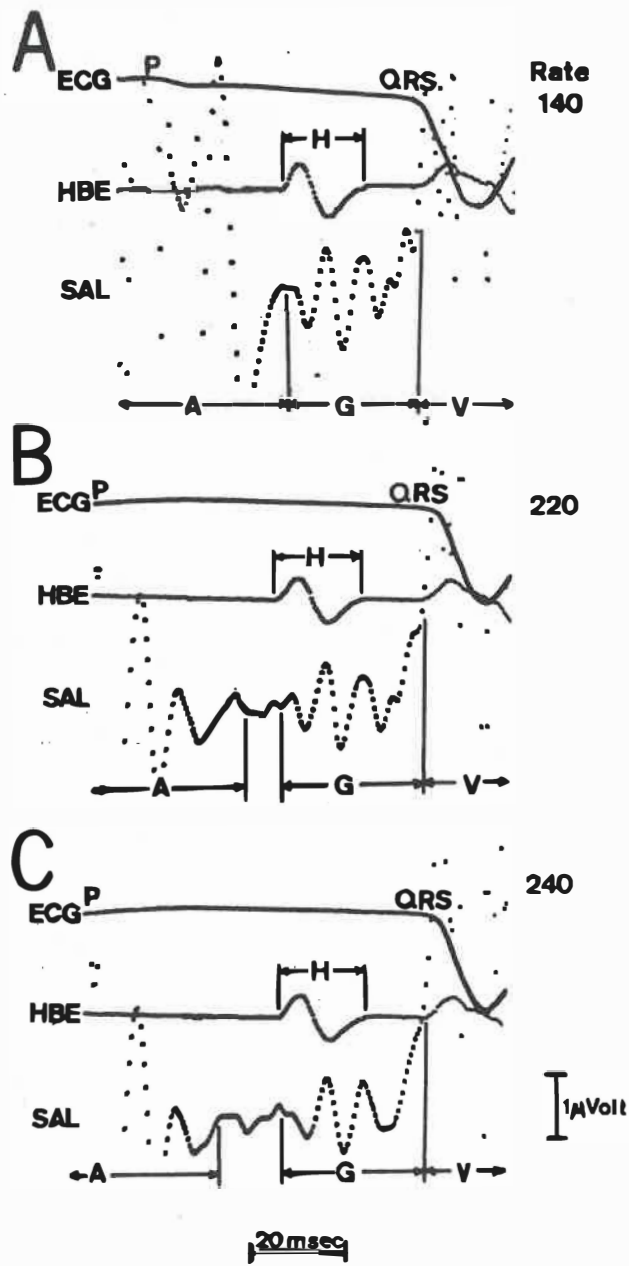 A
P
ECG
QRS
Rate
140
H
HBE
SAL
A G V
B
P
ECG
QRS
220
H
HBE
SAL
A G V
C
P
ECG
QRS
240
H
HBE
SAL
1µVolt
A G V
20 msec